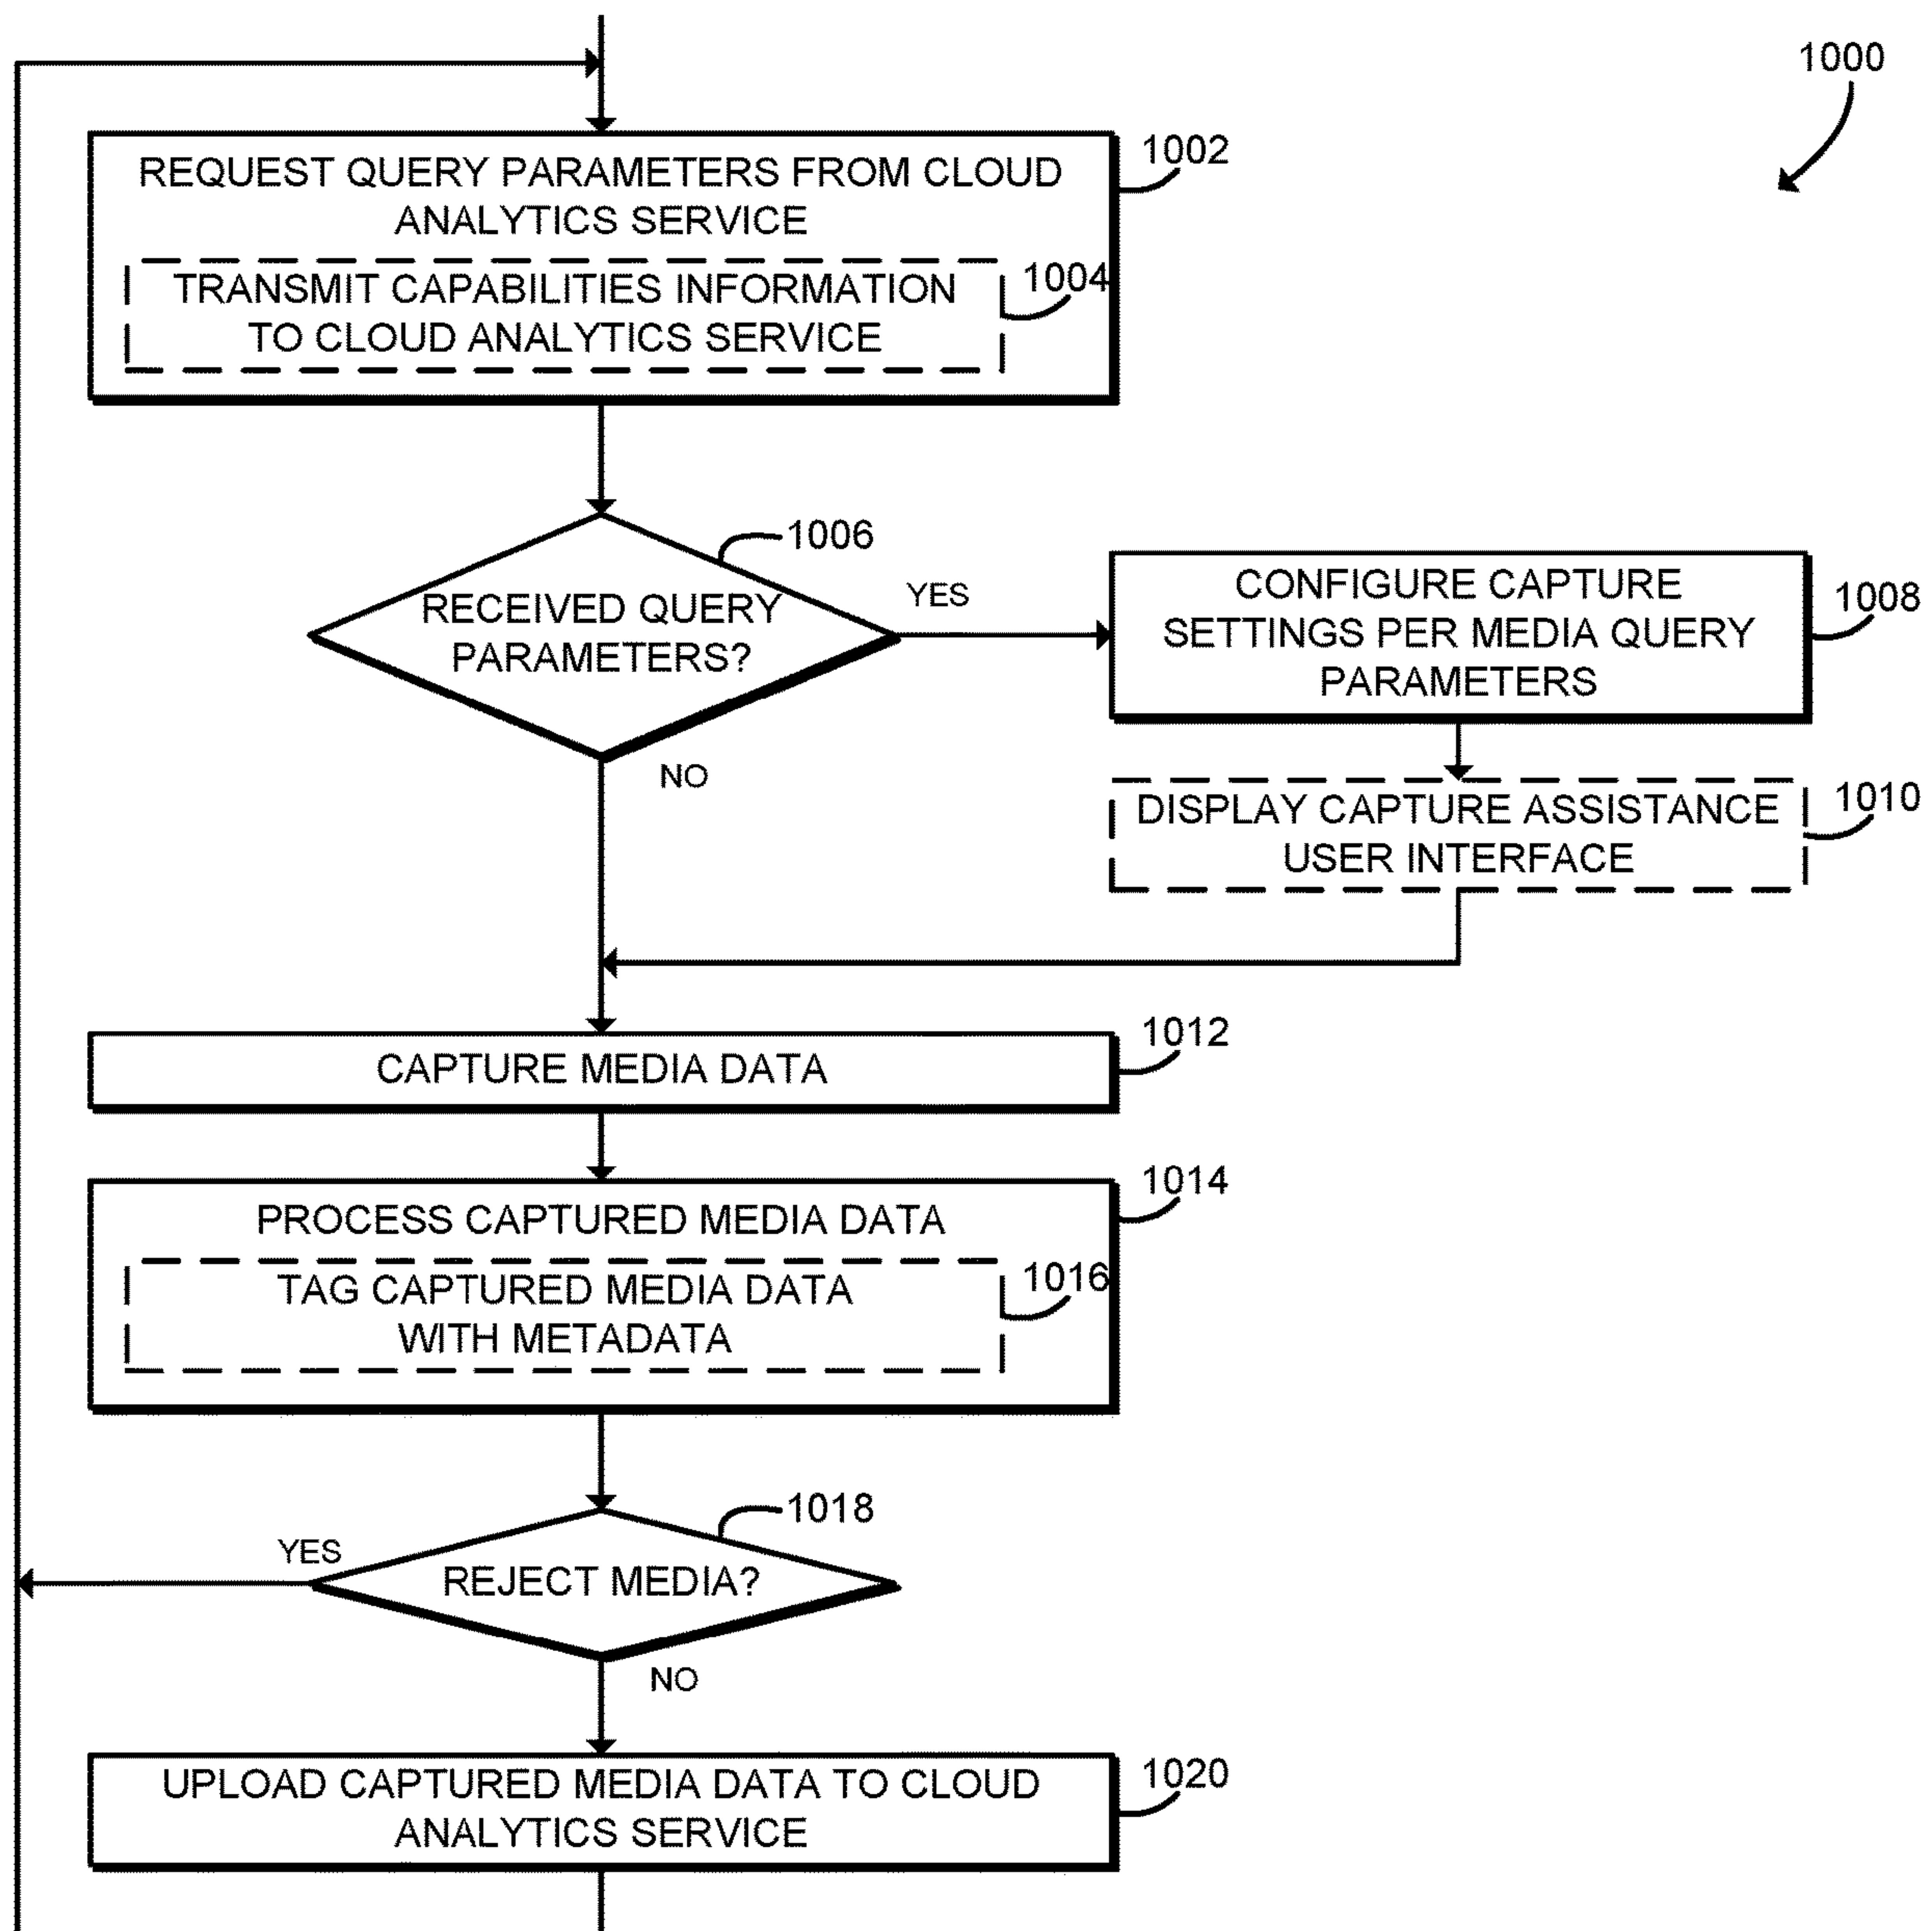 1000
REQUEST QUERY PARAMETERS FROM CLOUD
ANALYTICS SERVICE
1002
TRANSMIT CAPABILITIES INFORMATION
TO CLOUD ANALYTICS SERVICE
1004
RECEIVED QUERY
PARAMETERS?
1006
YES
NO
CONFIGURE CAPTURE
SETTINGS PER MEDIA QUERY
PARAMETERS
1008
DISPLAY CAPTURE ASSISTANCE
USER INTERFACE
1010
CAPTURE MEDIA DATA
1012
PROCESS CAPTURED MEDIA DATA
1014
TAG CAPTURED MEDIA DATA
WITH METADATA
1016
REJECT MEDIA?
1018
YES
NO
UPLOAD CAPTURED MEDIA DATA TO CLOUD
ANALYTICS SERVICE
1020